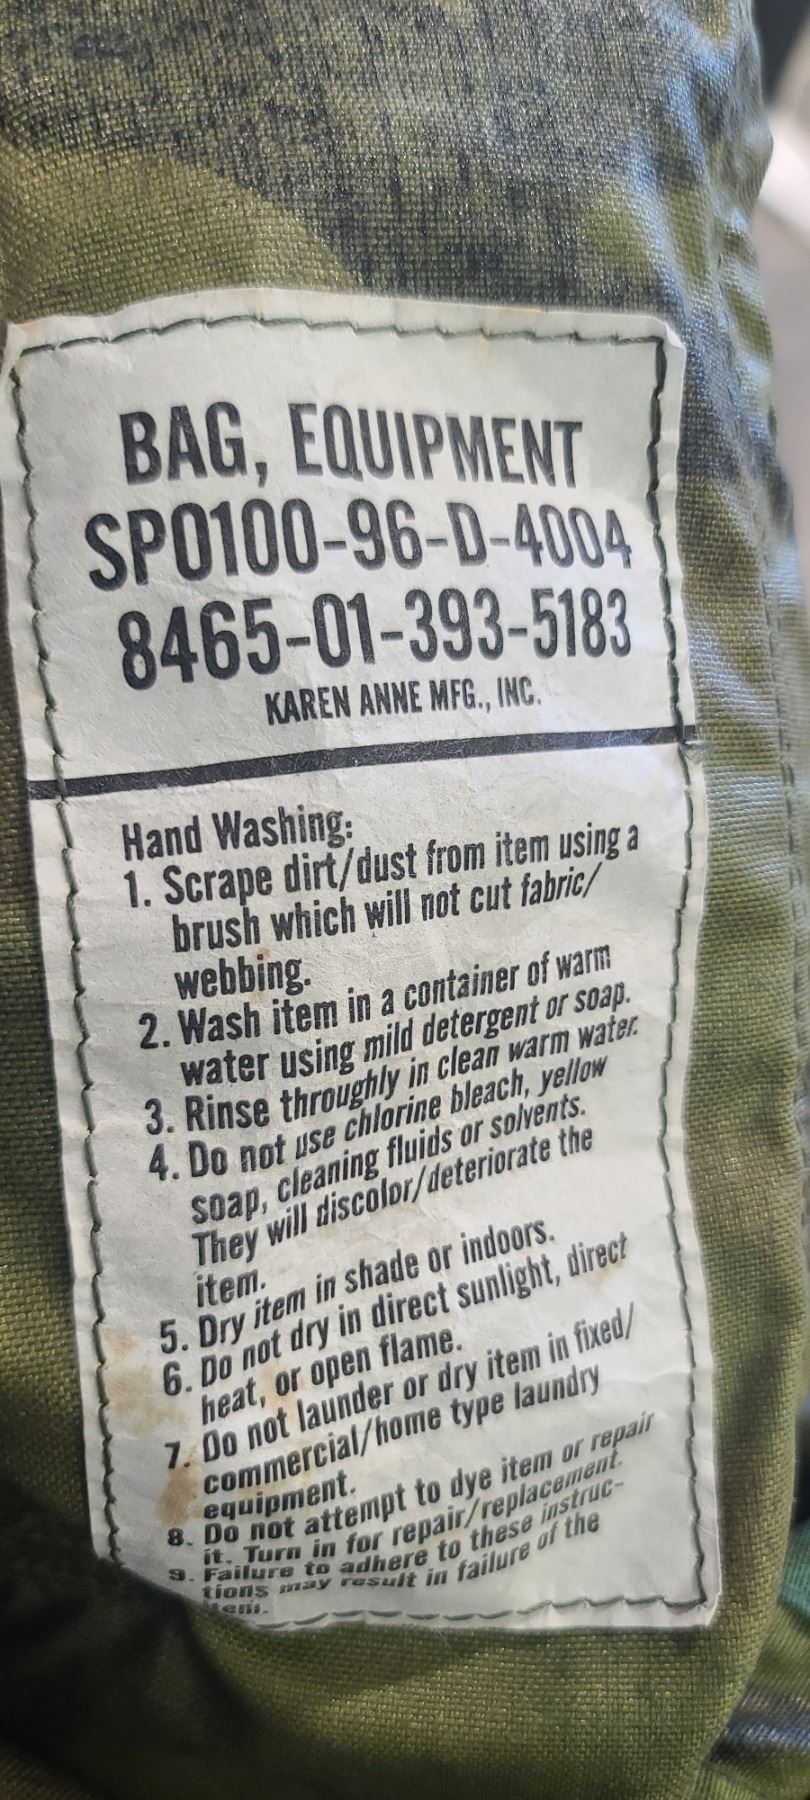 BAG, EQUIPMENT
SP0100-96-D-4004
8465-01-393-5183
KAREN ANNE MFG., INC.
Hand Washing:
1. Scrape dirt/dust from item using a
brush which will not cut fabric/
webbing.
2. Wash item in a container of warm
water using mild detergent or soap.
3. Rinse throughly in clean warm water.
4. Do not use chlorine bleach, yellow
soap, cleaning fluids or solvents.
They will discolor/deteriorate the
item.
5. Dry item in shade or indoors.
6. Do not dry in direct sunlight, direct
heat, or open flame.
7. Do not launder or dry item in fixed/
commercial/home type laundry
equipment.
8. Do not attempt to dye item or repair
it. Turn in for repair/replacement.
9. Failure to adhere to these instruc-
tions may result in failure of the
item.